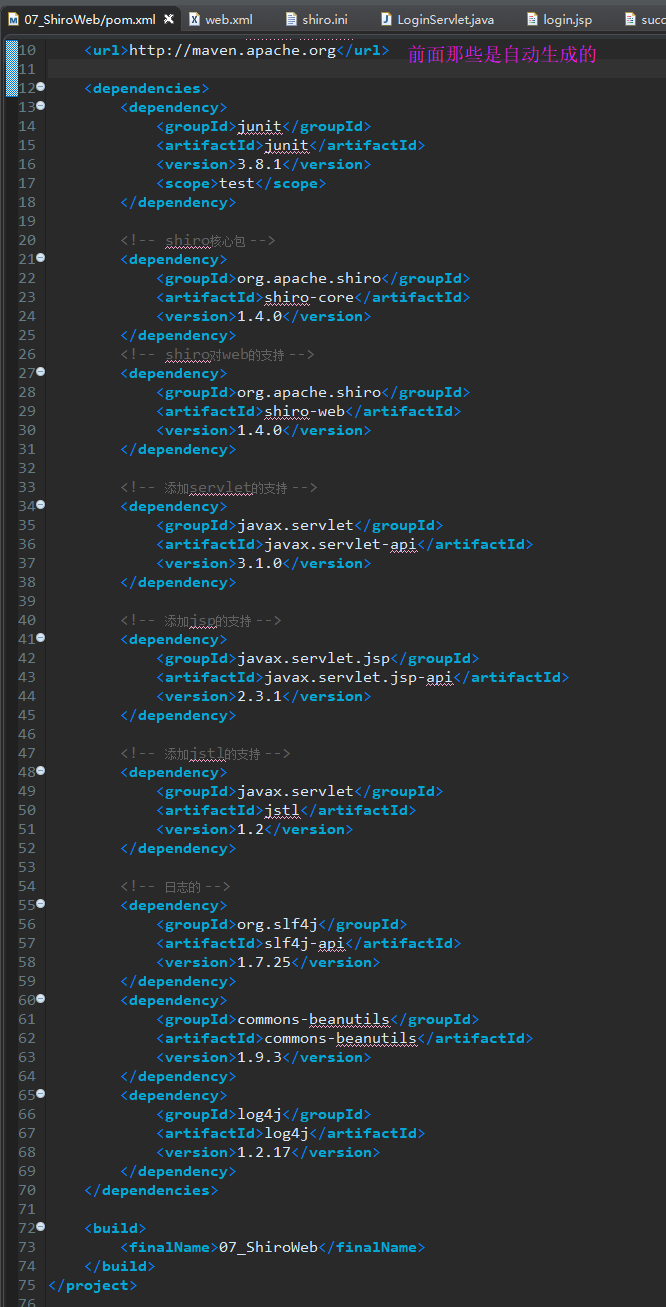 07_ShiroWeb/pom.xml web.xml shiro.ini LoginServlet.java login.jsp succ
10 <url>http://maven.apache.org</url> 前面那些是自动生成的
11
12 <dependencies>
13 <dependency>
14 <groupId>junit</groupId>
15 <artifactId>junit</artifactId>
16 <version>3.8.1</version>
17 <scope>test</scope>
18 </dependency>
19
20 <!-- shiro核心包 -->
21 <dependency>
22 <groupId>org.apache.shiro</groupId>
23 <artifactId>shiro-core</artifactId>
24 <version>1.4.0</version>
25 </dependency>
26 <!-- shiro对web的支持 -->
27 <dependency>
28 <groupId>org.apache.shiro</groupId>
29 <artifactId>shiro-web</artifactId>
30 <version>1.4.0</version>
31 </dependency>
32
33 <!-- 添加servlet的支持 -->
34 <dependency>
35 <groupId>javax.servlet</groupId>
36 <artifactId>javax.servlet-api</artifactId>
37 <version>3.1.0</version>
38 </dependency>
39
40 <!-- 添加jsp的支持 -->
41 <dependency>
42 <groupId>javax.servlet.jsp</groupId>
43 <artifactId>javax.servlet.jsp-api</artifactId>
44 <version>2.3.1</version>
45 </dependency>
46
47 <!-- 添加jstl的支持 -->
48 <dependency>
49 <groupId>javax.servlet</groupId>
50 <artifactId>jstl</artifactId>
51 <version>1.2</version>
52 </dependency>
53
54 <!-- 日志的 -->
55 <dependency>
56 <groupId>org.slf4j</groupId>
57 <artifactId>slf4j-api</artifactId>
58 <version>1.7.25</version>
59 </dependency>
60 <dependency>
61 <groupId>commons-beanutils</groupId>
62 <artifactId>commons-beanutils</artifactId>
63 <version>1.9.3</version>
64 </dependency>
65 <dependency>
66 <groupId>log4j</groupId>
67 <artifactId>log4j</artifactId>
68 <version>1.2.17</version>
69 </dependency>
70 </dependencies>
71
72 <build>
73 <finalName>07_ShiroWeb</finalName>
74 </build>
75 </project>
76